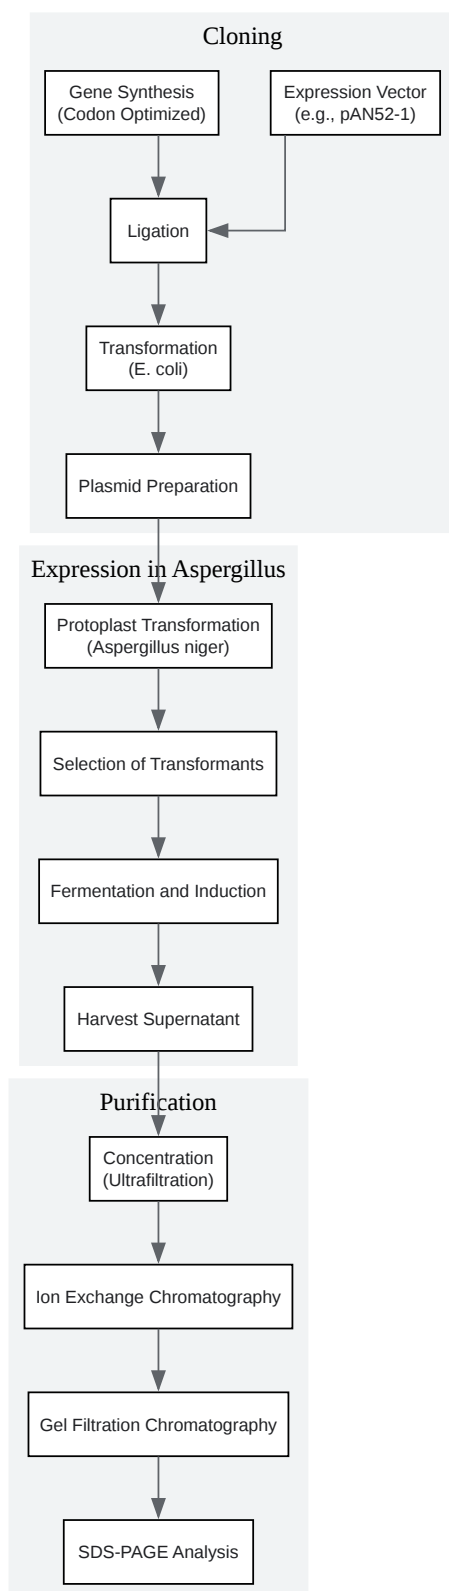 Cloning
Gene Synthesis
(Codon Optimized)
Expression Vector
(e.g., pAN52-1)
Ligation
Transformation
(E. coli)
Plasmid Preparation
Expression in Aspergillus
Protoplast Transformation
(Aspergillus niger)
Selection of Transformants
Fermentation and Induction
Harvest Supernatant
Purification
Concentration
(Ultrafiltration)
Ion Exchange Chromatography
Gel Filtration Chromatography
SDS-PAGE Analysis